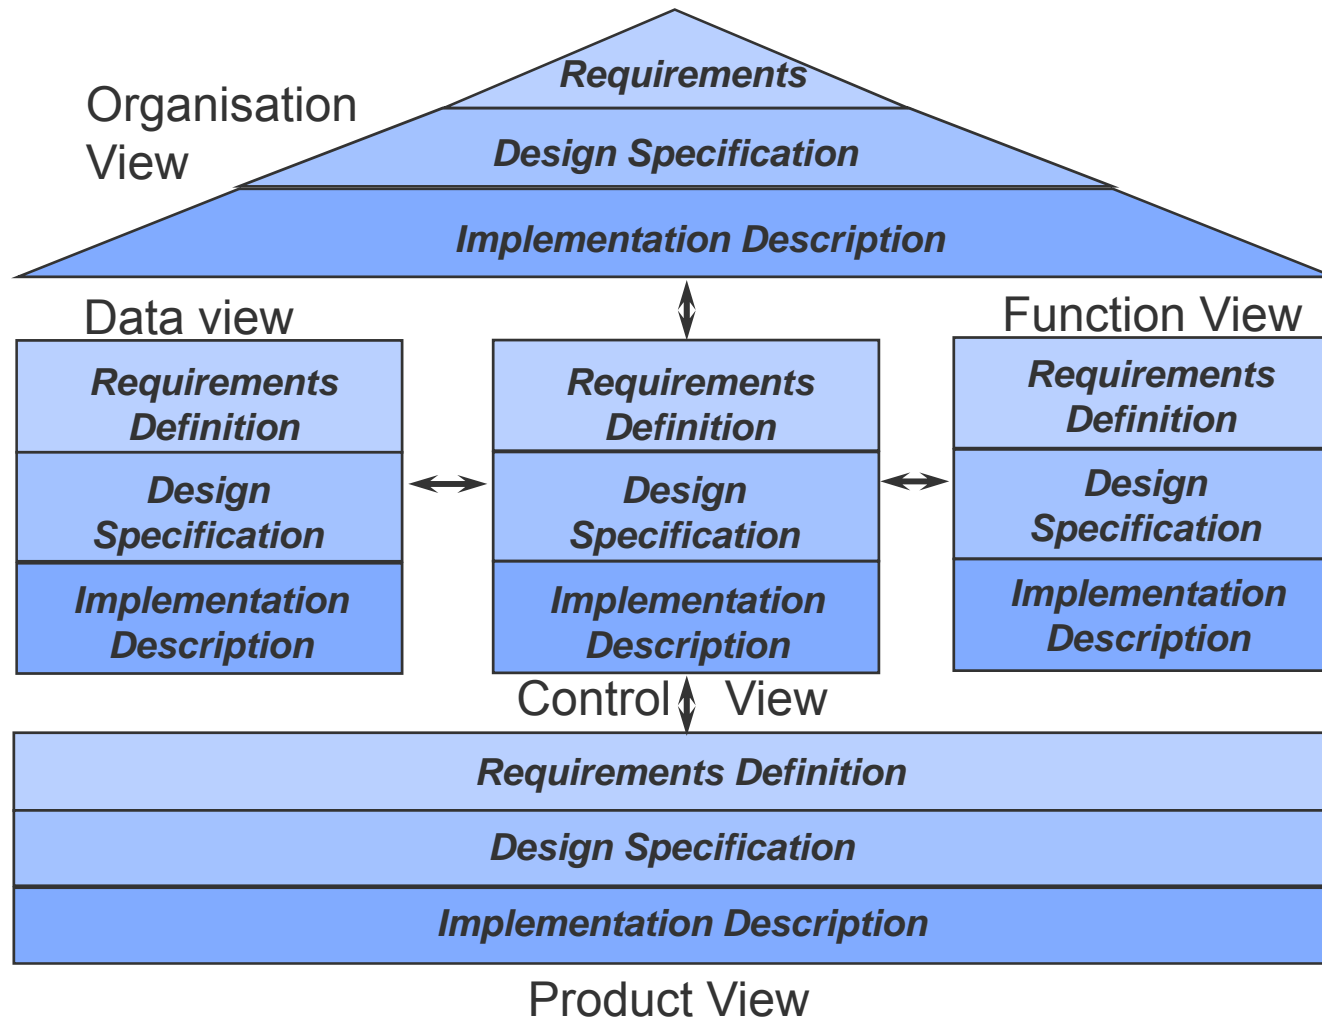 Organisation
View
Requirements
Design Specification
Implementation Description
Data view
Requirements
Definition
Design
Specification
Implementation
Description
Requirements
Definition
Design
Specification
Implementation
Description
Control View
Function View
Requirements
Definition
Design
Specification
Implementation
Description
Requirements Definition
Design Specification
Implementation Description
Product View